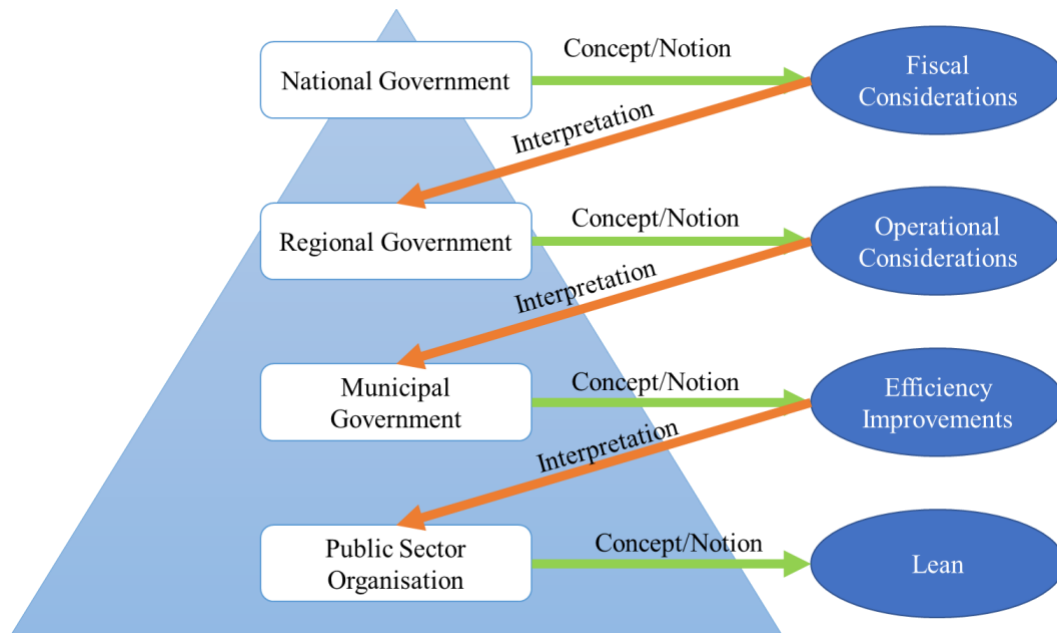 National Government
Concept/Notion
Fiscal
Considerations
Interpretation
Regional Government
Concept/Notion
Operational
Considerations
Interpretation
Municipal
Government
Concept/Notion
Efficiency
Improvements
Interpretation
Public Sector
Organisation
Concept/Notion
Lean